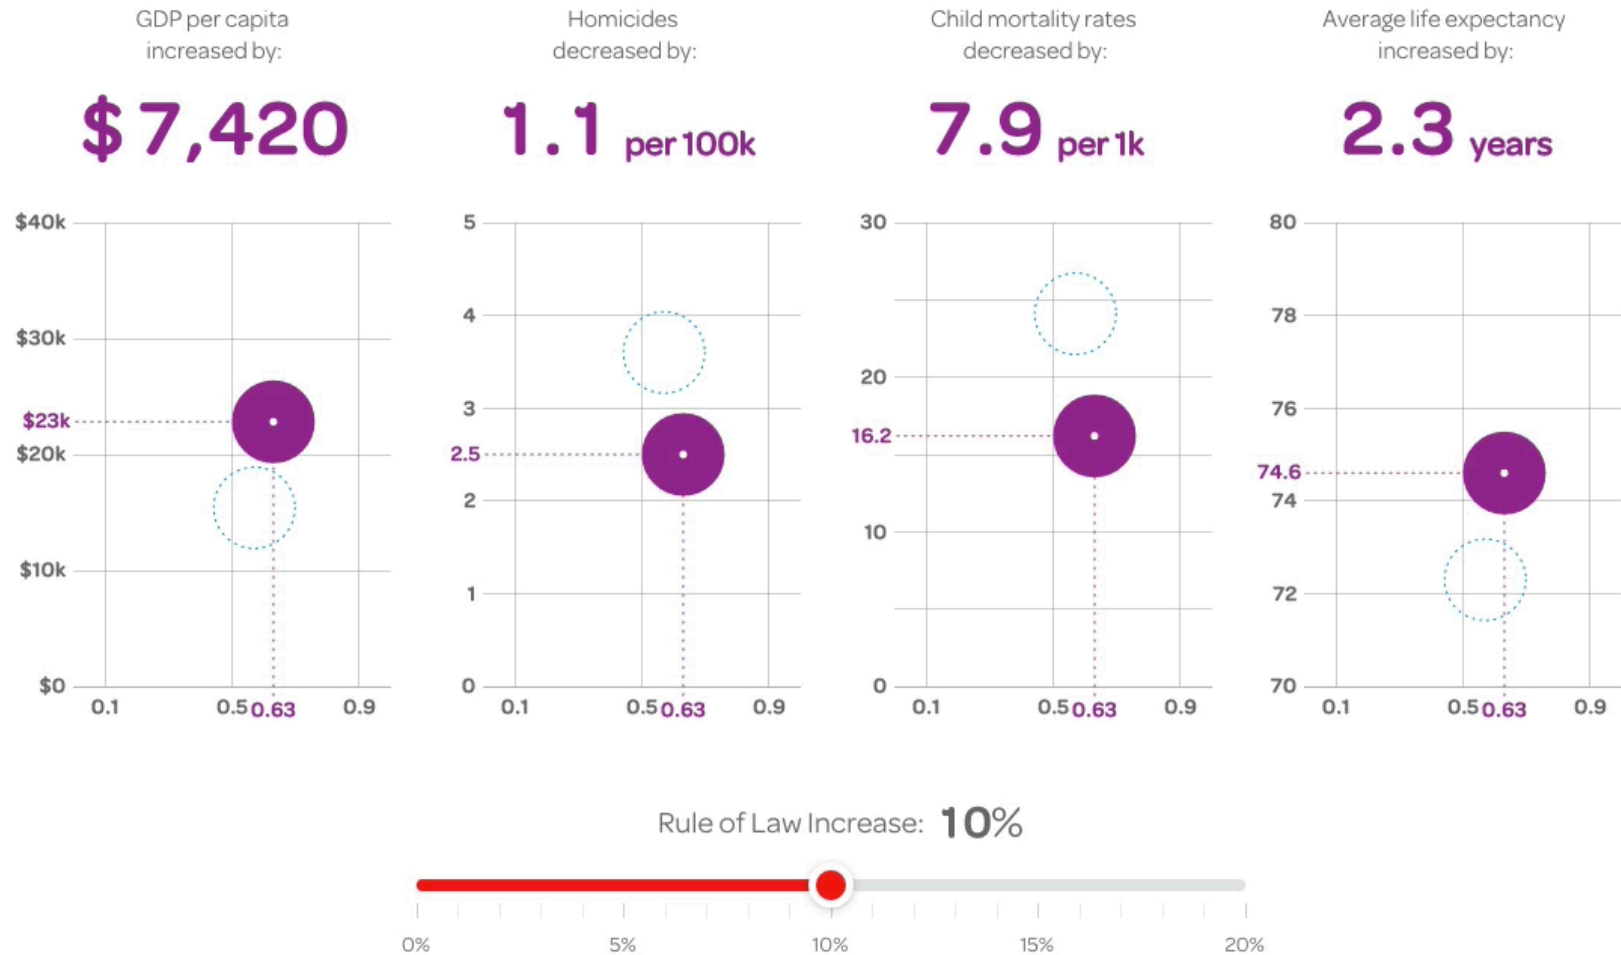 GDP per capita
increased by:
$7,420
Homicides
decreased by:
1.1 per 100k
Child mortality rates
decreased by:
7.9 per 1k
Average life expectancy
increased by:
2.3 years
$40k
$30k
$23k
$20k
$10k
$0
0.1 0.5 0.63 0.9
5
4
3
2.5
2
1
0
0.1 0.5 0.63 0.9
30
20
16.2
10
0
0.1 0.5 0.63 0.9
80
78
76
74.6
74
72
70
0.1 0.5 0.63 0.9
Rule of Law Increase: 10%
0% 5% 10% 15% 20%